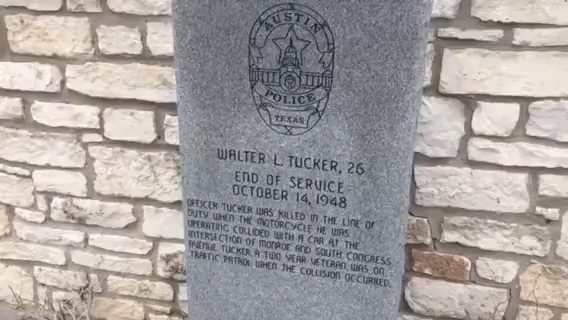 AUSTIN
POLICE
TEXAS
WALTER L. TUCKER, 26
END OF SERVICE
OCTOBER 14, 1948
OFFICER TUCKER WAS KILLED IN THE LINE OF
DUTY WHEN THE MOTORCYCLE HE WAS
OPERATING COLLIDED WITH A CAR AT THE
INTERSECTION OF MONROE AND SOUTH CONGRESS
AVENUE. TUCKER, A TWO YEAR VETERAN, WAS ON
TRAFFIC PATROL WHEN THE COLLISION OCCURRED.